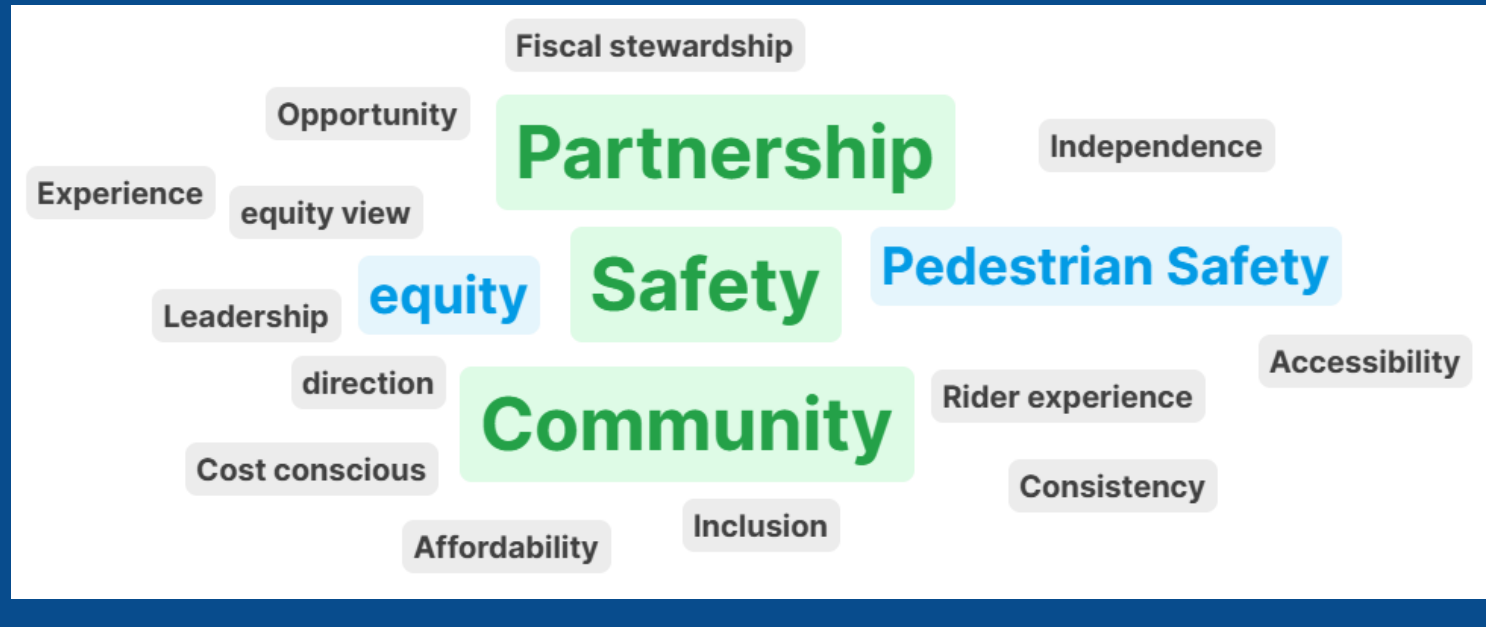 Fiscal stewardship
Opportunity
Partnership
Independence
Experience
equity view
equity
Safety
Pedestrian Safety
Leadership
direction
Community
Rider experience
Accessibility
Cost conscious
Consistency
Affordability
Inclusion